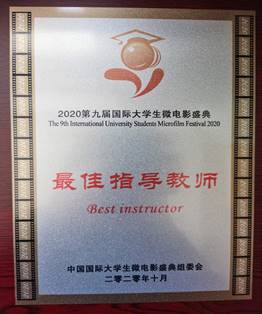 2020第九届国际大学生微电影盛典
The 9th International University Students Microfilm Festival 2020
最佳指导教师
Best instructor
中国国际大学生微电影盛典组委会
二零二零年十月